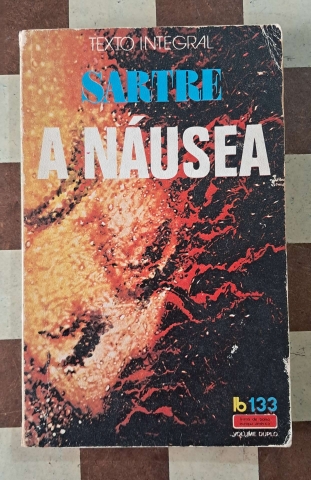 TEXTO INTEGRAL
SARTRE
A NÁUSEA
lb 133
VOLUME DUPLO